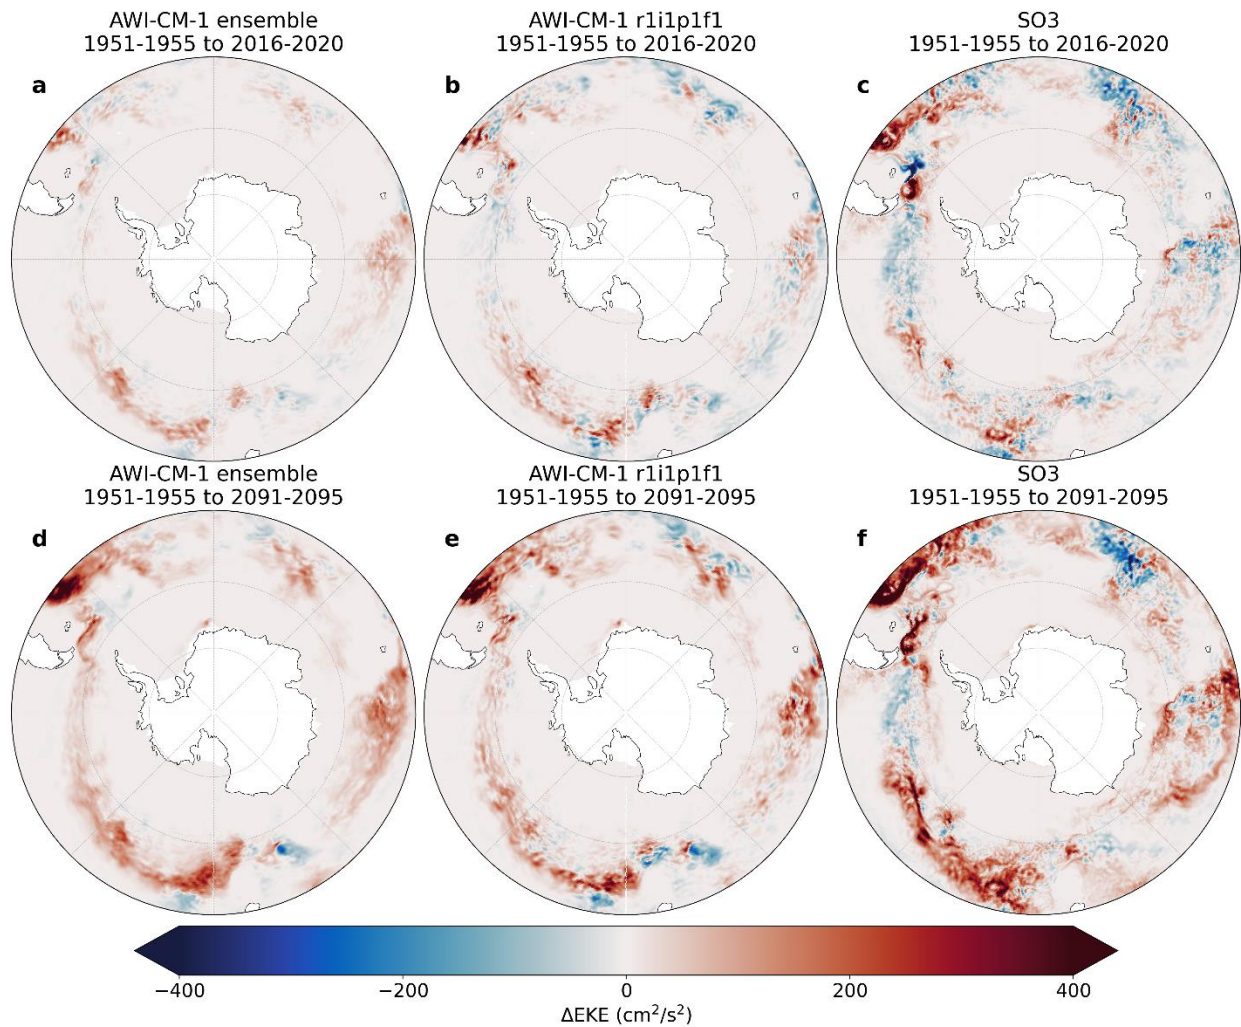 AWI-CM-1 ensemble
1951-1955 to 2016-2020
AWI-CM-1 r1i1p1f1
1951-1955 to 2016-2020
SO3
1951-1955 to 2016-2020
a
b
c
AWI-CM-1 ensemble
1951-1955 to 2091-2095
AWI-CM-1 r1i1p1f1
1951-1955 to 2091-2095
SO3
1951-1955 to 2091-2095
d
e
f
−400 −200 0 200 400
ΔEKE (cm²/s²)